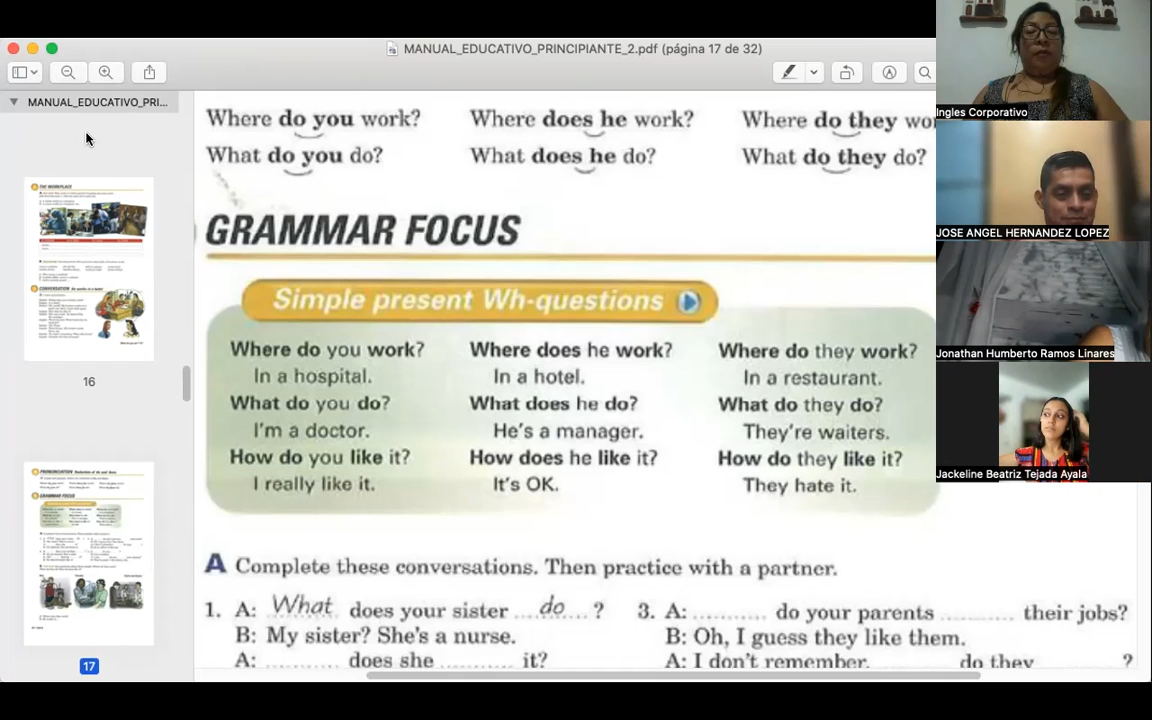 MANUAL_EDUCATIVO_PRINCIPIANTE_2.pdf (página 17 de 32)
MANUAL_EDUCATIVO_PRI...
16
17
Where do you work? Where does he work? Where do they wo
What do you do? What does he do? What do they do?
GRAMMAR FOCUS
Simple present Wh-questions
Where do you work? Where does he work? Where do they work?
In a hospital. In a hotel. In a restaurant.
What do you do? What does he do? What do they do?
I'm a doctor. He's a manager. They're waiters.
How do you like it? How does he like it? How do they like it?
I really like it. It's OK. They hate it.
A Complete these conversations. Then practice with a partner.
1. A: What does your sister do ? 3. A: .......... do your parents .......... their jobs?
B: My sister? She's a nurse. B: Oh, I guess they like them.
A: .......... does she .......... it? A: I don't remember. .......... do they .......... ?
Ingles Corporativo
JOSE ANGEL HERNANDEZ LOPEZ
Jonathan Humberto Ramos Linares
Jackeline Beatriz Tejada Ayala